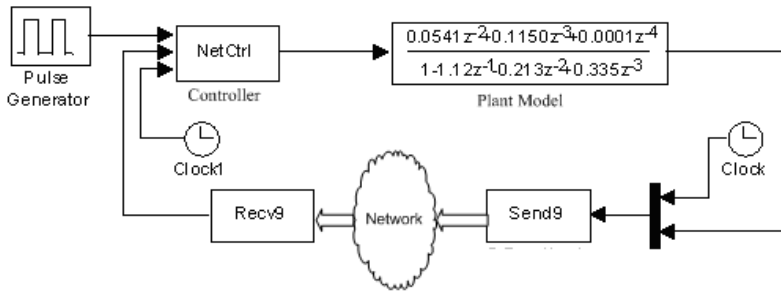 NetCtrl
Pulse
Generator
Controller
0.0541z-2+0.1150z-3+0.0001z-4
1-1.12z-1-0.213z-2+0.335z-3
Plant Model
Clock1
Clock
Recv9
Network
Send9